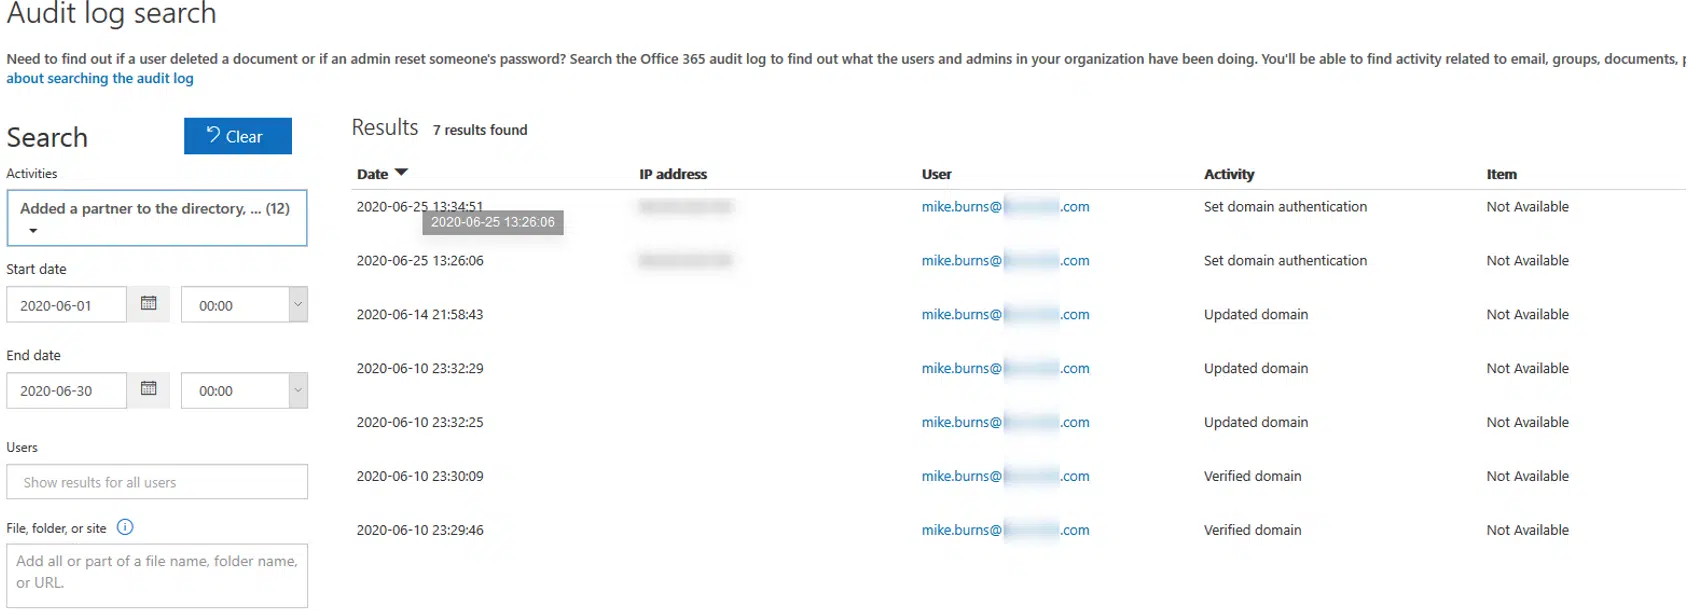 Audit log search
Need to find out if a user deleted a document or if an admin reset someone's password? Search the Office 365 audit log to find out what the users and admins in your organization have been doing. You'll be able to find activity related to email, groups, documents,
about searching the audit log
Search
Clear
Activities
Added a partner to the directory, ... (12)
Start date
2020-06-01
00:00
End date
2020-06-30
00:00
Users
Show results for all users
File, folder, or site
Add all or part of a file name, folder name,
or URL.
Results 7 results found
Date IP address User Activity Item
2020-06-25 13:34:51 mike.burns@ .com Set domain authentication Not Available
2020-06-25 13:26:06
2020-06-25 13:26:06 mike.burns@ .com Set domain authentication Not Available
2020-06-14 21:58:43 mike.burns@ .com Updated domain Not Available
2020-06-10 23:32:29 mike.burns@ .com Updated domain Not Available
2020-06-10 23:32:25 mike.burns@ .com Updated domain Not Available
2020-06-10 23:30:09 mike.burns@ .com Verified domain Not Available
2020-06-10 23:29:46 mike.burns@ .com Verified domain Not Available